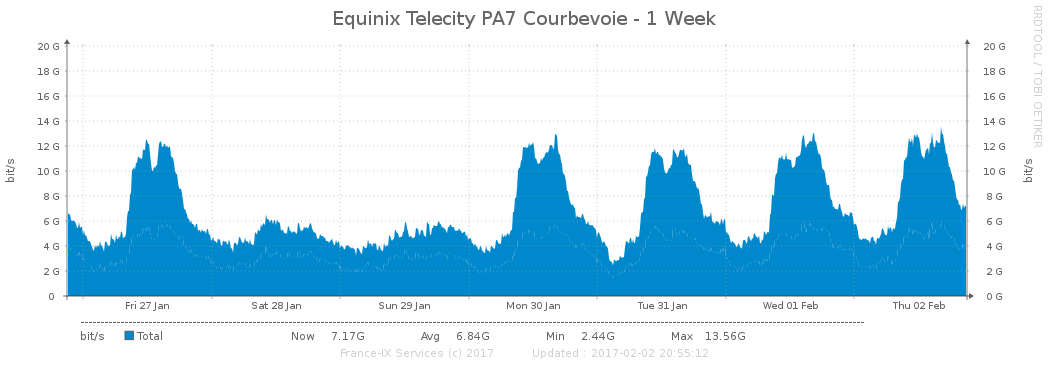 Equinix Telecity PA7 Courbevoie - 1 Week
RRDTOOL / TOBI OETIKER
bit/s
20 G 20 G
18 G 18 G
16 G 16 G
14 G 14 G
12 G 12 G
10 G 10 G
8 G 8 G
6 G 6 G
4 G 4 G
2 G 2 G
0 0 G
bit/s
Fri 27 Jan Sat 28 Jan Sun 29 Jan Mon 30 Jan Tue 31 Jan Wed 01 Feb Thu 02 Feb
bit/s Total Now 7.17G Avg 6.84G Min 2.44G Max 13.56G
France-IX Services (c) 2017 Updated : 2017-02-02 20:55:12